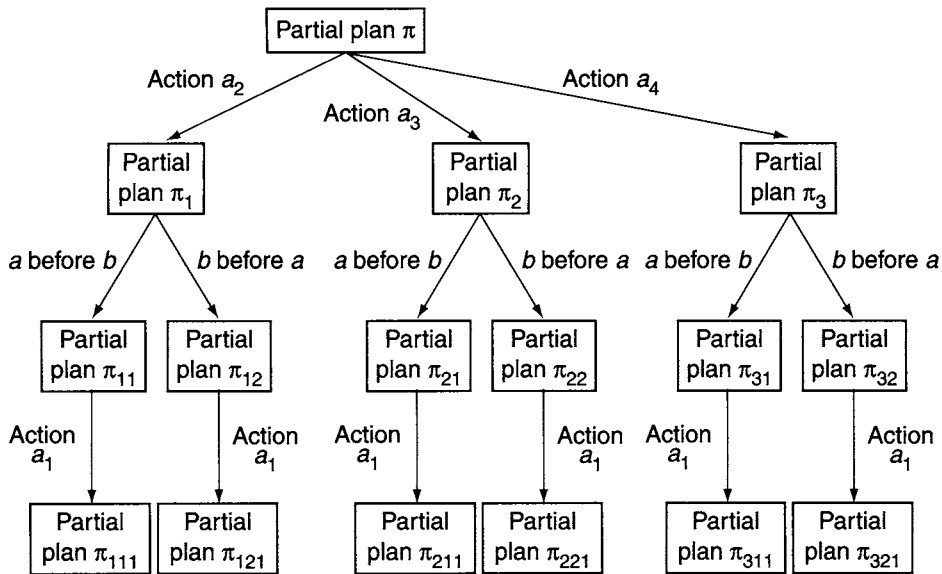 Partial plan π
Action a₂
Action a₃
Action a₄
Partial
plan π₁
Partial
plan π₂
Partial
plan π₃
a before b
b before a
a before b
b before a
a before b
b before a
Partial
plan π₁₁
Partial
plan π₁₂
Partial
plan π₂₁
Partial
plan π₂₂
Partial
plan π₃₁
Partial
plan π₃₂
Action
a₁
Action
a₁
Action
a₁
Action
a₁
Action
a₁
Action
a₁
Partial
plan π₁₁₁
Partial
plan π₁₂₁
Partial
plan π₂₁₁
Partial
plan π₂₂₁
Partial
plan π₃₁₁
Partial
plan π₃₂₁